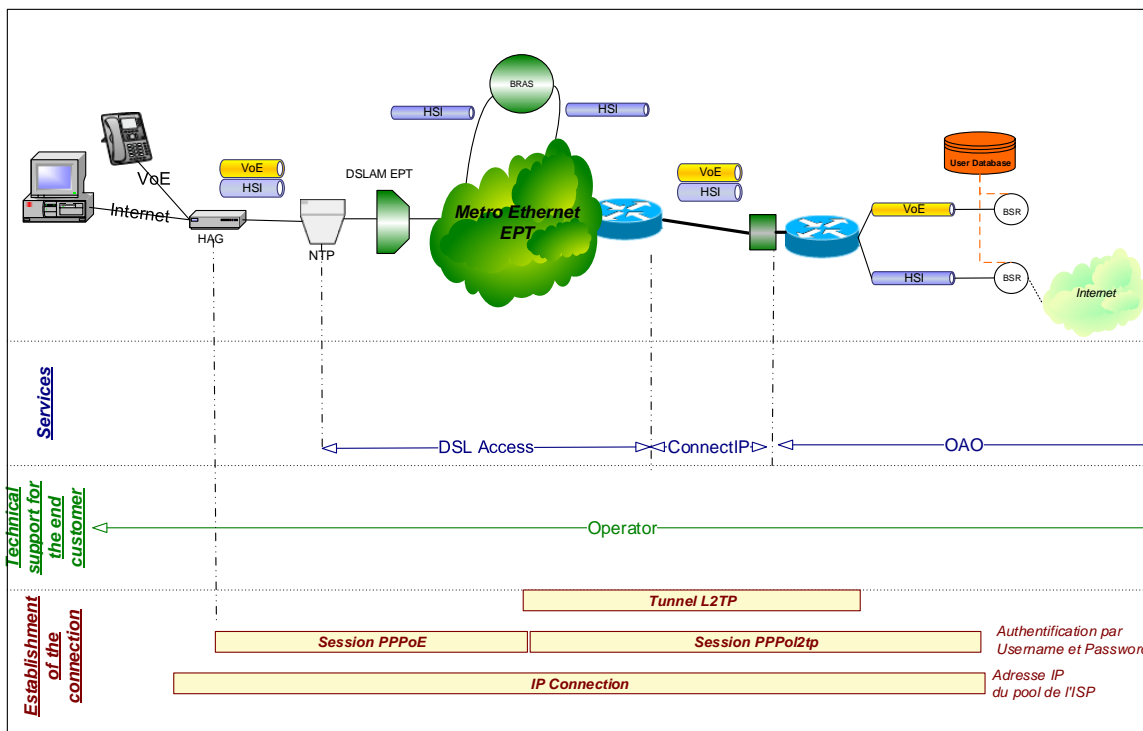 BRAS
HSI
HSI
VoE
Internet
VoE
HSI
HAG
NTP
DSLAM EPT
Metro Ethernet
EPT
VoE
HSI
User Database
VoE
BSR
HSI
BSR
Internet
Services
DSL Access
ConnectIP
OAO
Technical
support for
the end
customer
Operator
Establishment
of the
connection
Tunnel L2TP
Session PPPoE
Session PPPol2tp
Authentification par
Username et Password
IP Connection
Adresse IP
du pool de l'ISP